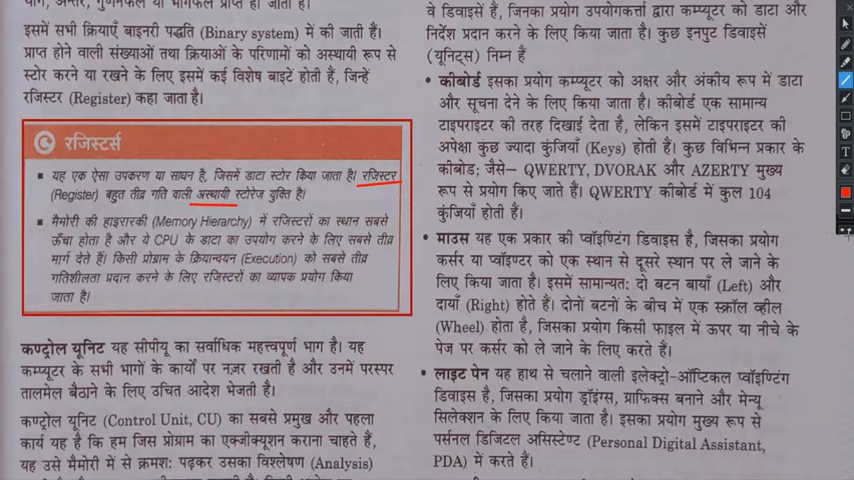 योग, अन्तर, गुणनफल या भागफल प्राप्त हो जाता है।
इसमें सभी क्रियाएँ बाइनरी पद्धति (Binary system) में की जाती हैं।
प्राप्त होने वाली संख्याओं तथा क्रियाओं के परिणामों को अस्थायी रूप से
स्टोर करने या रखने के लिए इसमें कई विशेष बाइटें होती हैं, जिन्हें
रजिस्टर (Register) कहा जाता है।
रजिस्टर्स
▪ यह एक ऐसा उपकरण या साधन है, जिसमें डाटा स्टोर किया जाता है। रजिस्टर
(Register) बहुत तीव्र गति वाली अस्थायी स्टोरेज युक्ति है।
▪ मैमोरी की हाइरारकी (Memory Hierarchy) में रजिस्टरों का स्थान सबसे
ऊँचा होता है और ये CPU के डाटा का उपयोग करने के लिए सबसे तीव्र
मार्ग देते हैं। किसी प्रोग्राम के क्रियान्वयन (Execution) को सबसे तीव्र
गतिशीलता प्रदान करने के लिए रजिस्टरों का व्यापक प्रयोग किया
जाता है।
कण्ट्रोल यूनिट यह सीपीयू का सर्वाधिक महत्त्वपूर्ण भाग है। यह
कम्प्यूटर के सभी भागों के कार्यों पर नज़र रखती है और उनमें परस्पर
तालमेल बैठाने के लिए उचित आदेश भेजती है।
कण्ट्रोल यूनिट (Control Unit, CU) का सबसे प्रमुख और पहला
कार्य यह है कि हम जिस प्रोग्राम का एक्जीक्यूशन कराना चाहते हैं,
यह उसे मैमोरी में से क्रमश: पढ़कर उसका विश्लेषण (Analysis)
वे डिवाइसें हैं, जिनका प्रयोग उपयोगकर्त्ता द्वारा कम्प्यूटर को डाटा और
निर्देश प्रदान करने के लिए किया जाता है। कुछ इनपुट डिवाइसें
(यूनिट्स) निम्न हैं
• कीबोर्ड इसका प्रयोग कम्प्यूटर को अक्षर और अंकीय रूप में डाटा
और सूचना देने के लिए किया जाता है। कीबोर्ड एक सामान्य
टाइपराइटर की तरह दिखाई देता है, लेकिन इसमें टाइपराइटर की
अपेक्षा कुछ ज्यादा कुंजियाँ (Keys) होती हैं। कुछ विभिन्न प्रकार के
कीबोड; जैसे– QWERTY, DVORAK और AZERTY मुख्य
रूप से प्रयोग किए जाते हैं। QWERTY कीबोर्ड में कुल 104
कुंजियाँ होती हैं।
• माउस यह एक प्रकार की प्वॉइण्टिंग डिवाइस है, जिसका प्रयोग
कर्सर या प्वॉइण्टर को एक स्थान से दूसरे स्थान पर ले जाने के
लिए किया जाता है। इसमें सामान्यत: दो बटन बायाँ (Left) और
दायाँ (Right) होते हैं। दोनों बटनों के बीच में एक स्क्रॉल व्हील
(Wheel) होता है, जिसका प्रयोग किसी फाइल में ऊपर या नीचे के
पेज पर कर्सर को ले जाने के लिए करते हैं।
• लाइट पेन यह हाथ से चलाने वाली इलेक्ट्रो-ऑप्टिकल प्वॉइण्टिंग
डिवाइस है, जिसका प्रयोग ड्रॉइंग्स, ग्राफिक्स बनाने और मेन्यू
सिलेक्शन के लिए किया जाता है। इसका प्रयोग मुख्य रूप से
पर्सनल डिजिटल असिस्टेण्ट (Personal Digital Assistant,
PDA) में करते हैं।
T